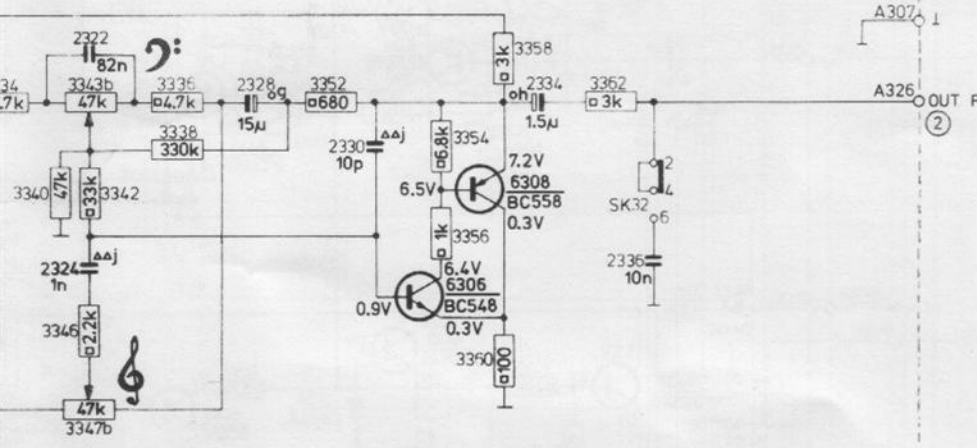 A307
2322
82n
3358
3k
34
.7k
3343b
47k
3336
4.7k
2328
15µ
g
3352
680
h
2334
1.5µ
3362
3k
A326
OUT
2
3338
330k
2330
10p
j
3354
6.8k
3340
47k
33k
3342
7.2V
6.5V
6308
BC558
0.3V
2
4
SK32
6
1k
3356
j
2324
1n
6.4V
6306
BC548
0.9V
0.3V
2336
10n
3346
2.2k
3360
100
47k
3347b